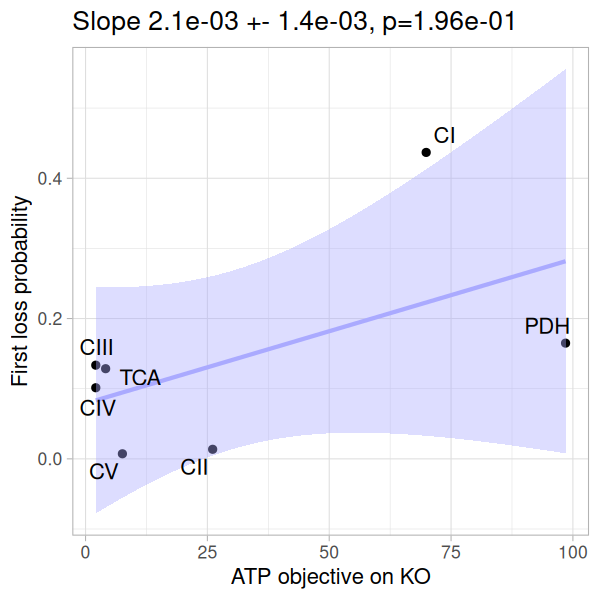 Slope 2.1e-03 +- 1.4e-03, p=1.96e-01
First loss probability
0.4
0.2
0.0
CI
PDH
CIII
TCA
CIV
CV
CII
0
25
50
75
100
ATP objective on KO